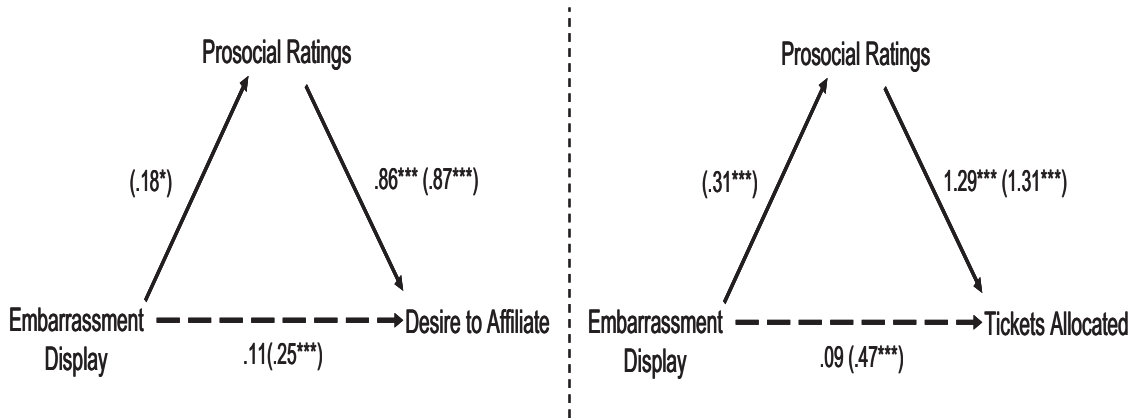 Prosocial Ratings
(.18*)
.86*** (.87***)
Embarrassment
Display
Desire to Affiliate
.11(.25***)
Prosocial Ratings
(.31***)
1.29*** (1.31***)
Embarrassment
Display
Tickets Allocated
.09 (.47***)